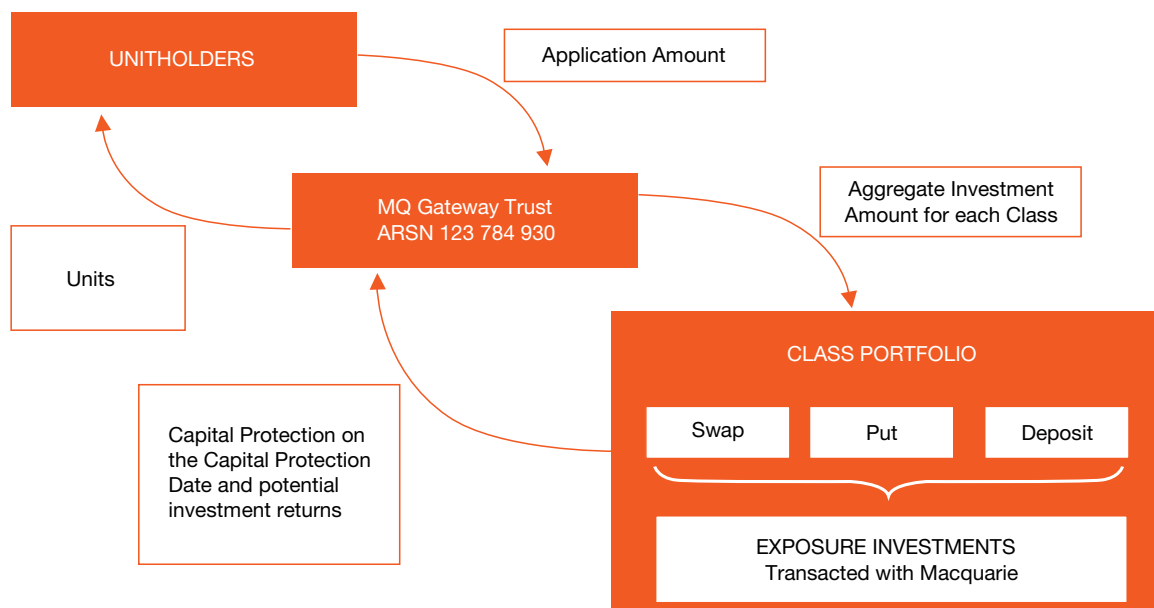 UNITHOLDERS
Application Amount
MQ Gateway Trust
ARSN 123 784 930
Aggregate Investment
Amount for each Class
Units
CLASS PORTFOLIO
Swap
Put
Deposit
Capital Protection on
the Capital Protection
Date and potential
investment returns
EXPOSURE INVESTMENTS
Transacted with Macquarie